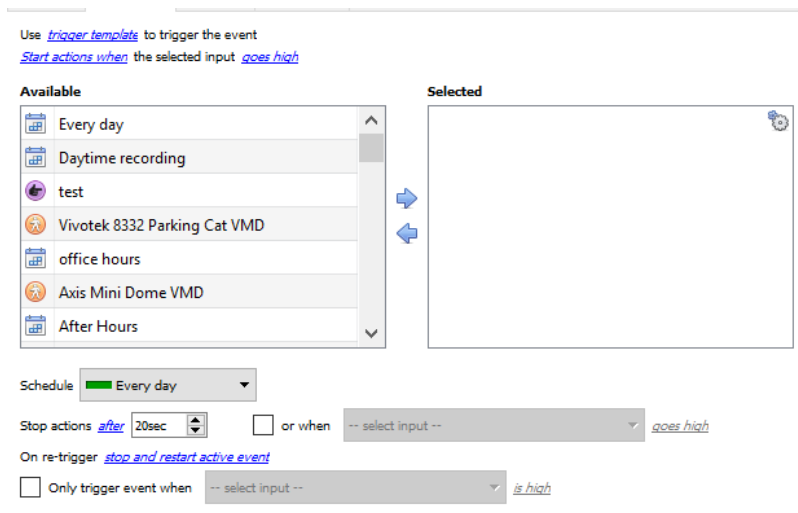 Use trigger template to trigger the event
Start actions when the selected input goes high
Available
Selected
Every day
Daytime recording
test
Vivotek 8332 Parking Cat VMD
office hours
Axis Mini Dome VMD
After Hours
Schedule Every day
Stop actions after 20sec or when -- select input -- goes high
On re-trigger stop and restart active event
Only trigger event when -- select input -- is high